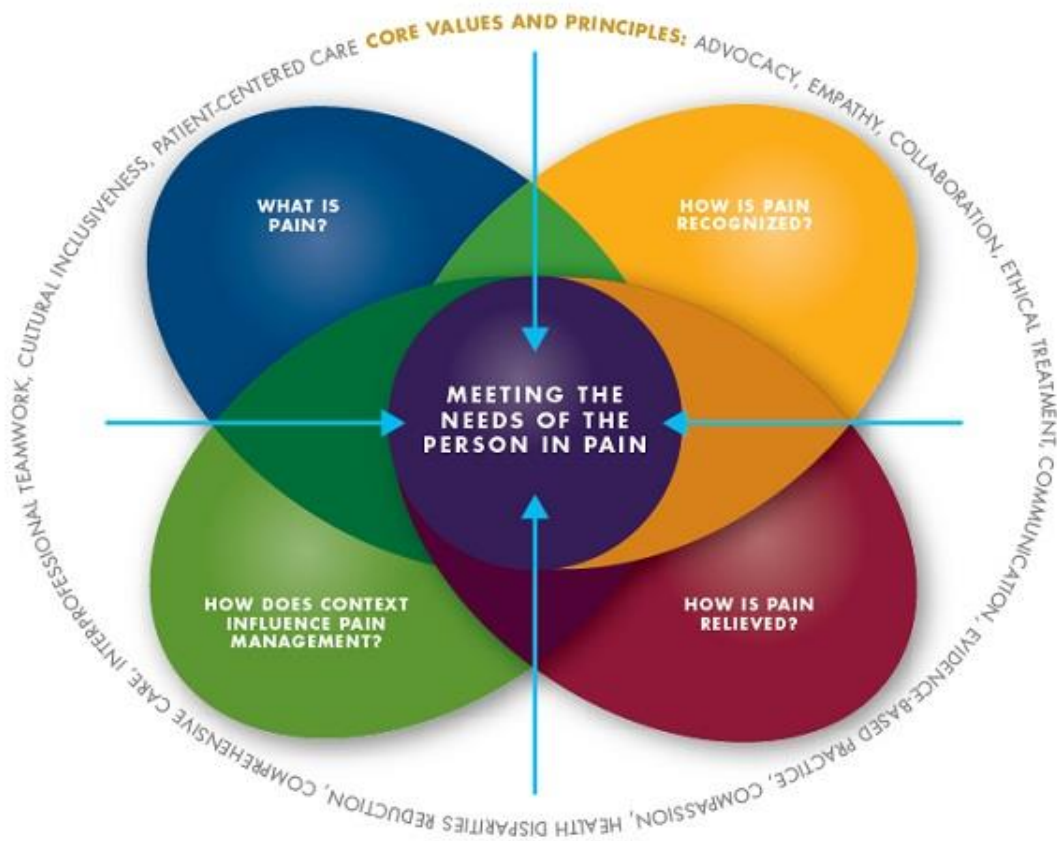 CORE VALUES AND PRINCIPLES: ADVOCACY, EMPATHY, COLLABORATION, ETHICAL TREATMENT, COMMUNICATION, EVIDENCE-BASED PRACTICE, COMPASSION, HEALTH DISPARITIES REDUCTION, COMPREHENSIVE CARE, INTERPROFESSIONAL TEAMWORK, CULTURAL INCLUSIVENESS, PATIENT-CENTERED CARE
WHAT IS
PAIN?
HOW IS PAIN
RECOGNIZED?
MEETING THE
NEEDS OF THE
PERSON IN PAIN
HOW DOES CONTEXT
INFLUENCE PAIN
MANAGEMENT?
HOW IS PAIN
RELIEVED?